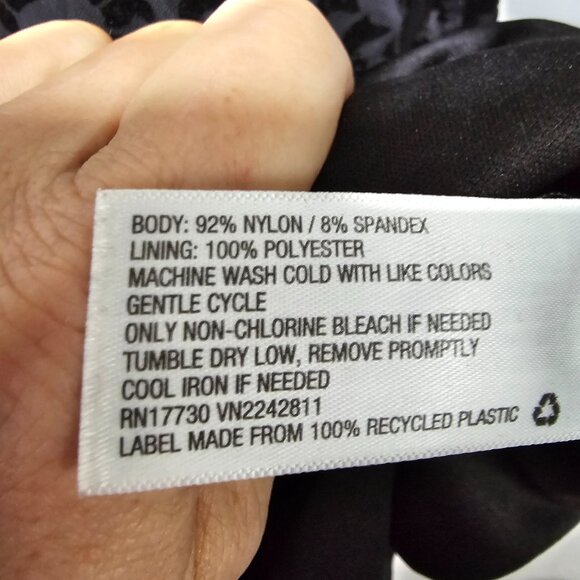 BODY: 92% NYLON / 8% SPANDEX
LINING: 100% POLYESTER
MACHINE WASH COLD WITH LIKE COLORS
GENTLE CYCLE
ONLY NON-CHLORINE BLEACH IF NEEDED
TUMBLE DRY LOW, REMOVE PROMPTLY
COOL IRON IF NEEDED
RN17730 VN2242811
LABEL MADE FROM 100% RECYCLED PLASTIC